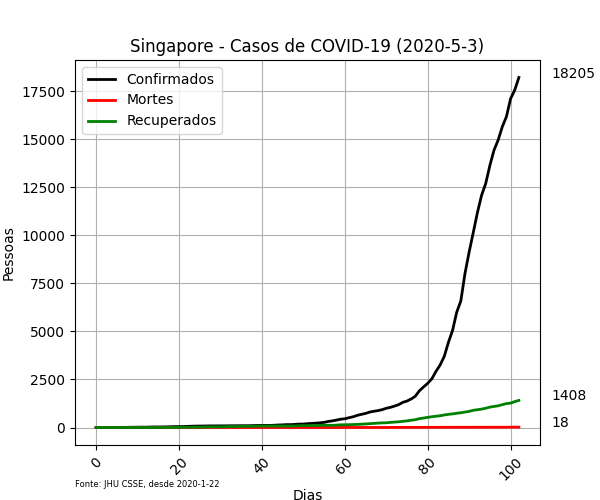 Singapore - Casos de COVID-19 (2020-5-3)
Confirmados
Mortes
Recuperados
18205
1408
18
Pessoas
17500
15000
12500
10000
7500
5000
2500
0
0
20
40
60
80
100
Fonte: JHU CSSE, desde 2020-1-22
Dias